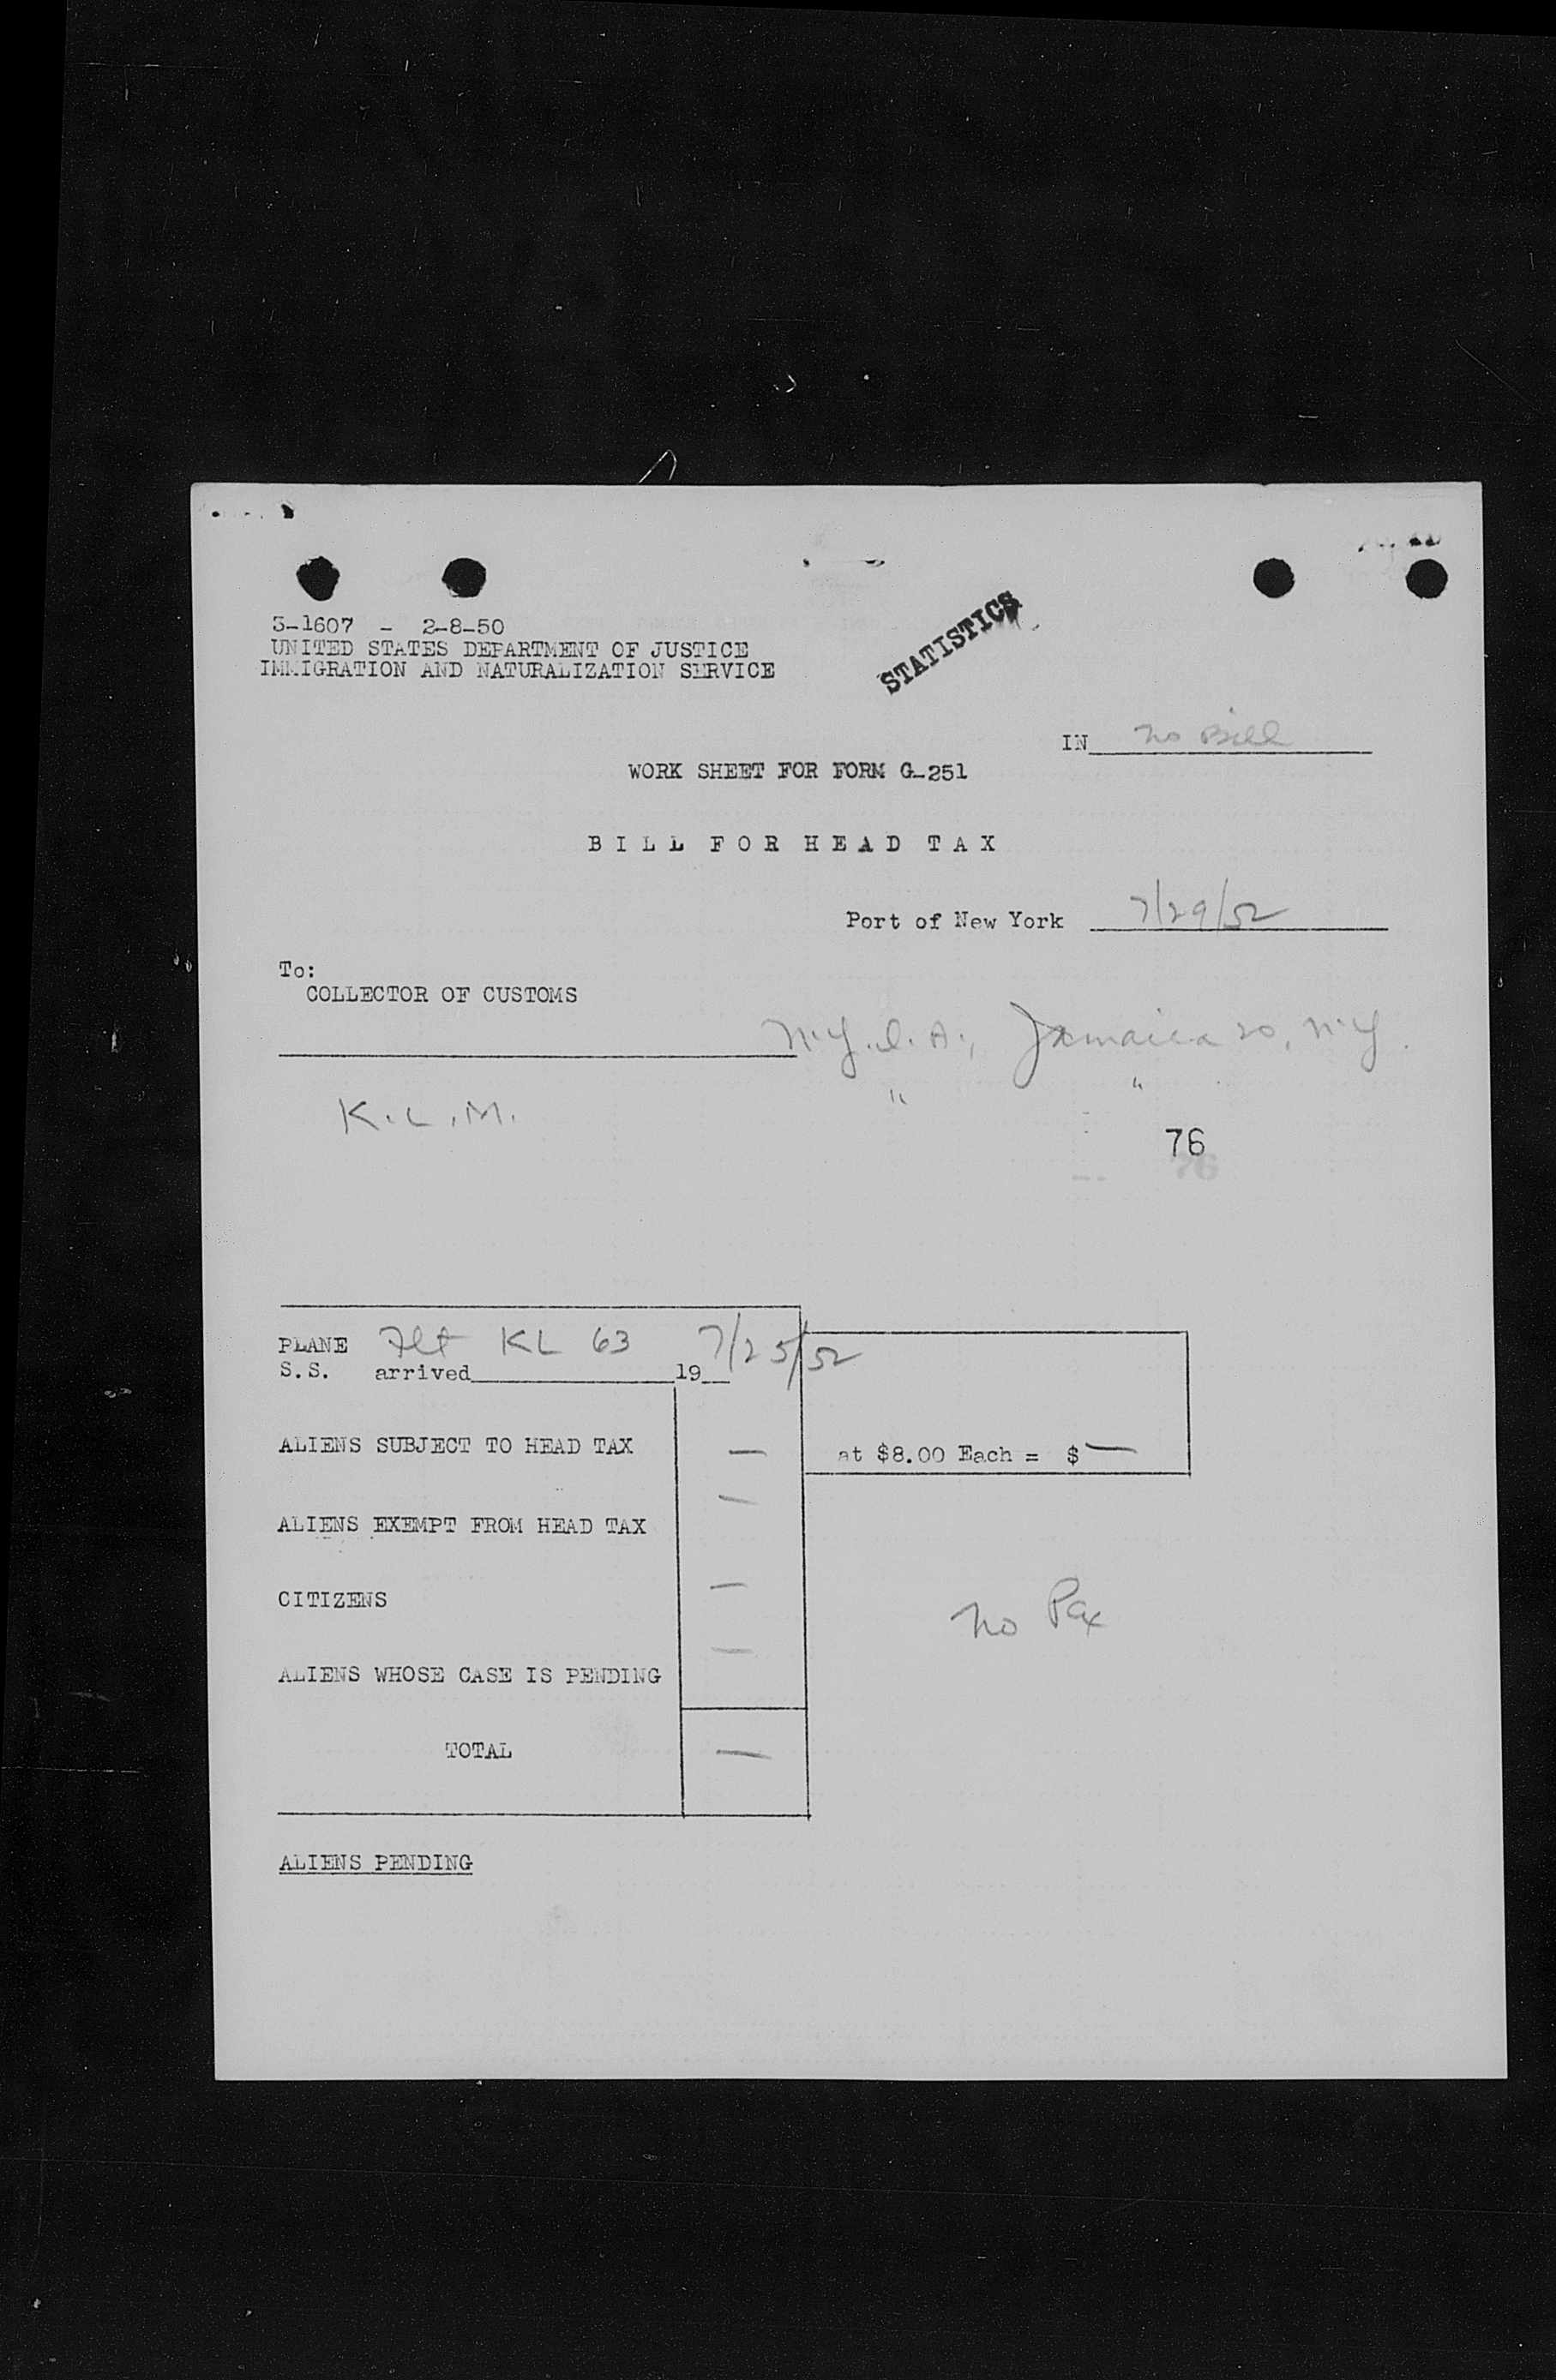 3-1607 - 2-8-50
UNITED STATES DEPARTMENT OF JUSTICE
IMMIGRATION AND NATURALIZATION SERVICE
STATISTICS
IN no Bill
WORK SHEET FOR FORM G-251
BILL FOR HEAD TAX
Port of New York 7/29/52
To:
COLLECTOR OF CUSTOMS
N.Y.I.A., Jamaica 20, N.Y.
K.L.M. " "
76
PLANE Flt KL 63 7/25/52
S.S. arrived 19
ALIENS SUBJECT TO HEAD TAX — at $8.00 Each = $ —
ALIENS EXEMPT FROM HEAD TAX —
CITIZENS —
no Pax
ALIENS WHOSE CASE IS PENDING —
TOTAL —
ALIENS PENDING